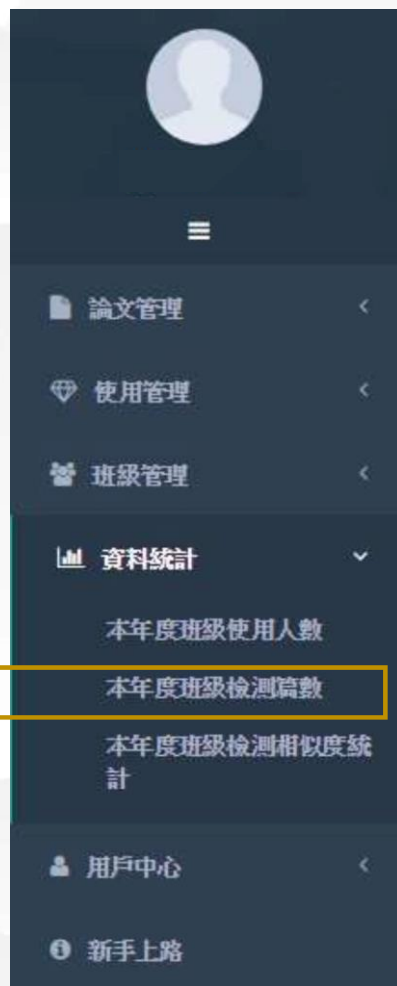 論文管理
使用管理
班級管理
資料統計
本年度班級使用人數
本年度班級檢測篇數
本年度班級檢測相似度統
計
用戶中心
新手上路